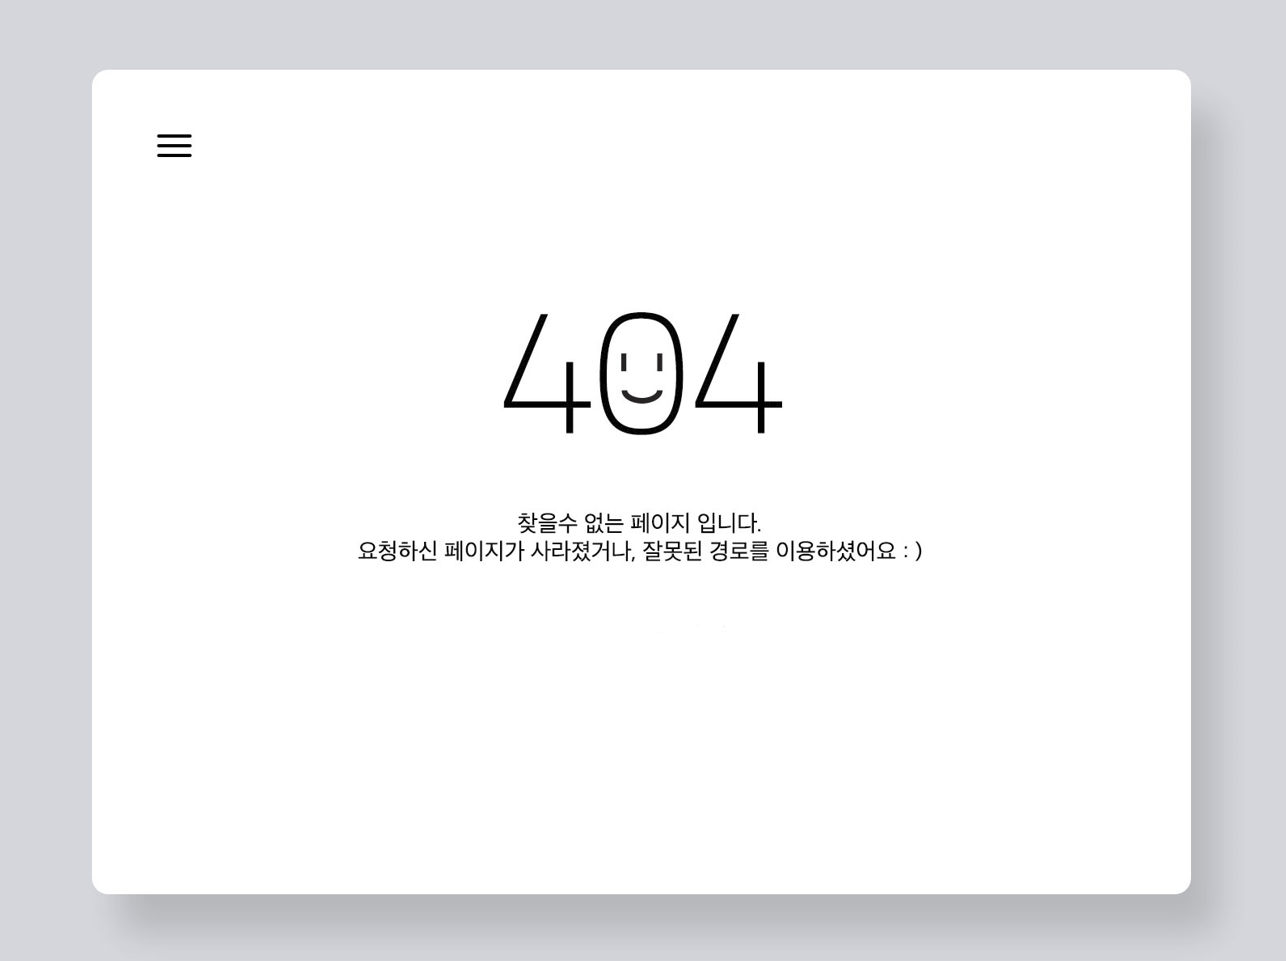 404
찾을수 없는 페이지 입니다.
요청하신 페이지가 사라졌거나, 잘못된 경로를 이용하셨어요 : )